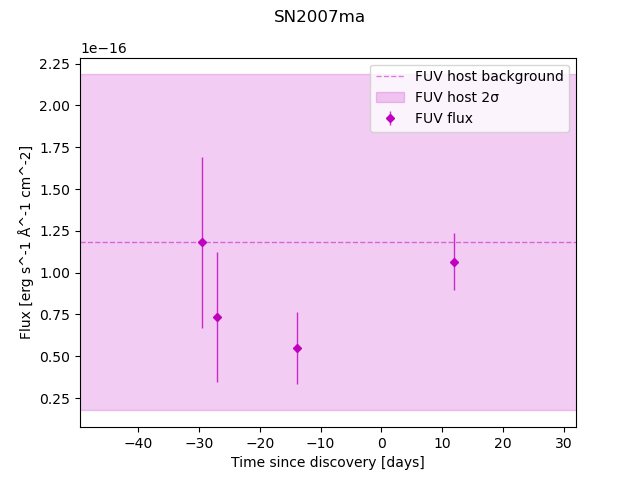 SN2007ma
1e−16
FUV host background
FUV host 2σ
FUV flux
2.25
2.00
1.75
1.50
1.25
1.00
0.75
0.50
0.25
Flux [erg s^-1 Å^-1 cm^-2]
−40 −30 −20 −10 0 10 20 30
Time since discovery [days]